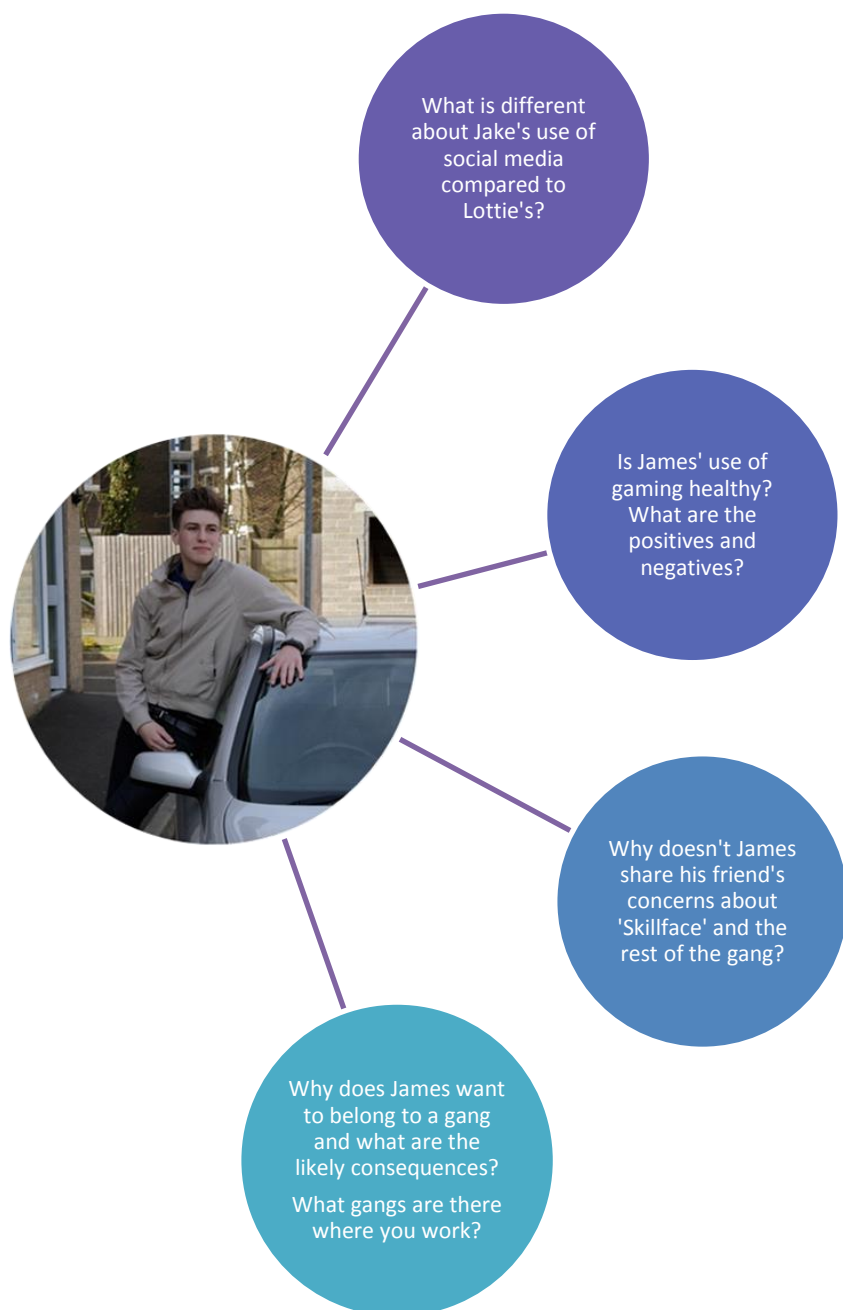 What is different
about Jake's use of
social media
compared to
Lottie's?
Is James' use of
gaming healthy?
What are the
positives and
negatives?
Why doesn't James
share his friend's
concerns about
'Skillface' and the
rest of the gang?
Why does James want
to belong to a gang
and what are the
likely consequences?
What gangs are there
where you work?